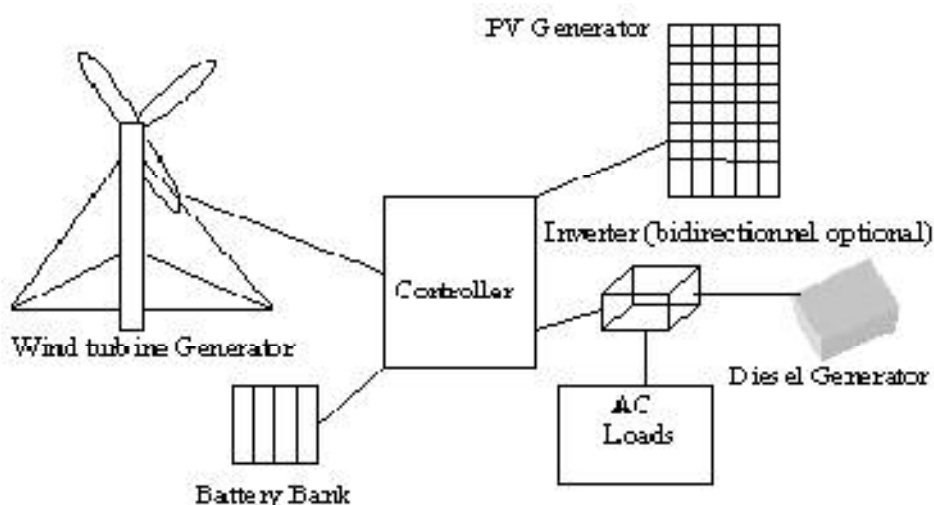 PV Generator
Inverter (bidirectionnel optional)
Controller
Wind turbine Generator
Diesel Generator
AC
Loads
Battery Bank